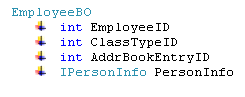 EmployeeBO
int EmployeeID
int ClassTypeID
int AddrBookEntryID
IPersonInfo PersonInfo